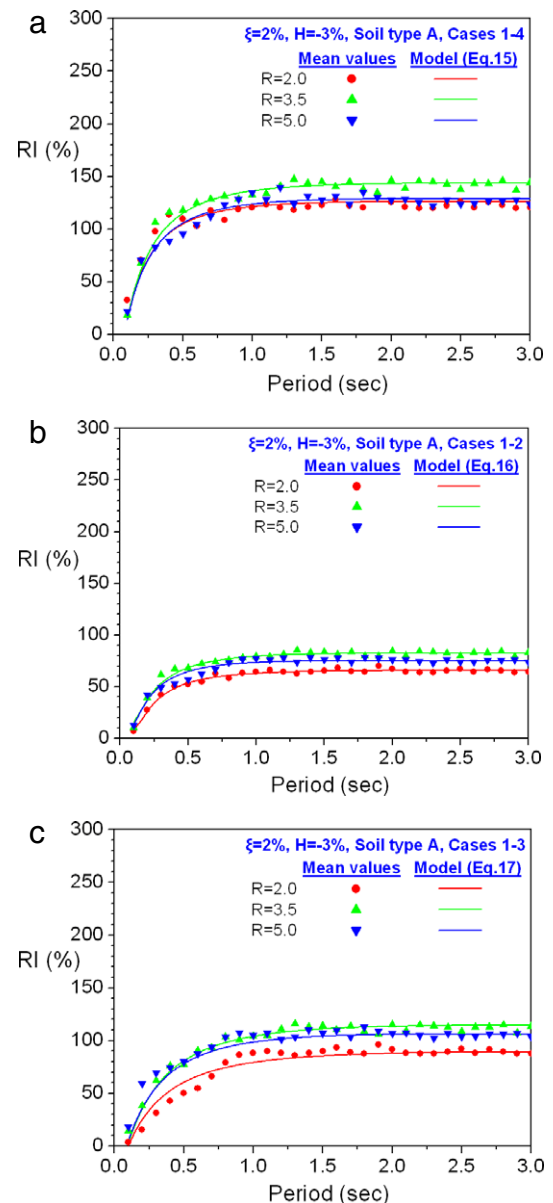 a
ξ=2%, H=-3%, Soil type A, Cases 1-4
Mean values Model (Eq.15)
R=2.0
R=3.5
R=5.0
300
250
200
150
100
50
0
RI (%)
0.0 0.5 1.0 1.5 2.0 2.5 3.0
Period (sec)
b
ξ=2%, H=-3%, Soil type A, Cases 1-2
Mean values Model (Eq.16)
R=2.0
R=3.5
R=5.0
300
250
200
150
100
50
0
RI (%)
0.0 0.5 1.0 1.5 2.0 2.5 3.0
Period (sec)
c
ξ=2%, H=-3%, Soil type A, Cases 1-3
Mean values Model (Eq.17)
R=2.0
R=3.5
R=5.0
300
250
200
150
100
50
0
RI (%)
0.0 0.5 1.0 1.5 2.0 2.5 3.0
Period (sec)